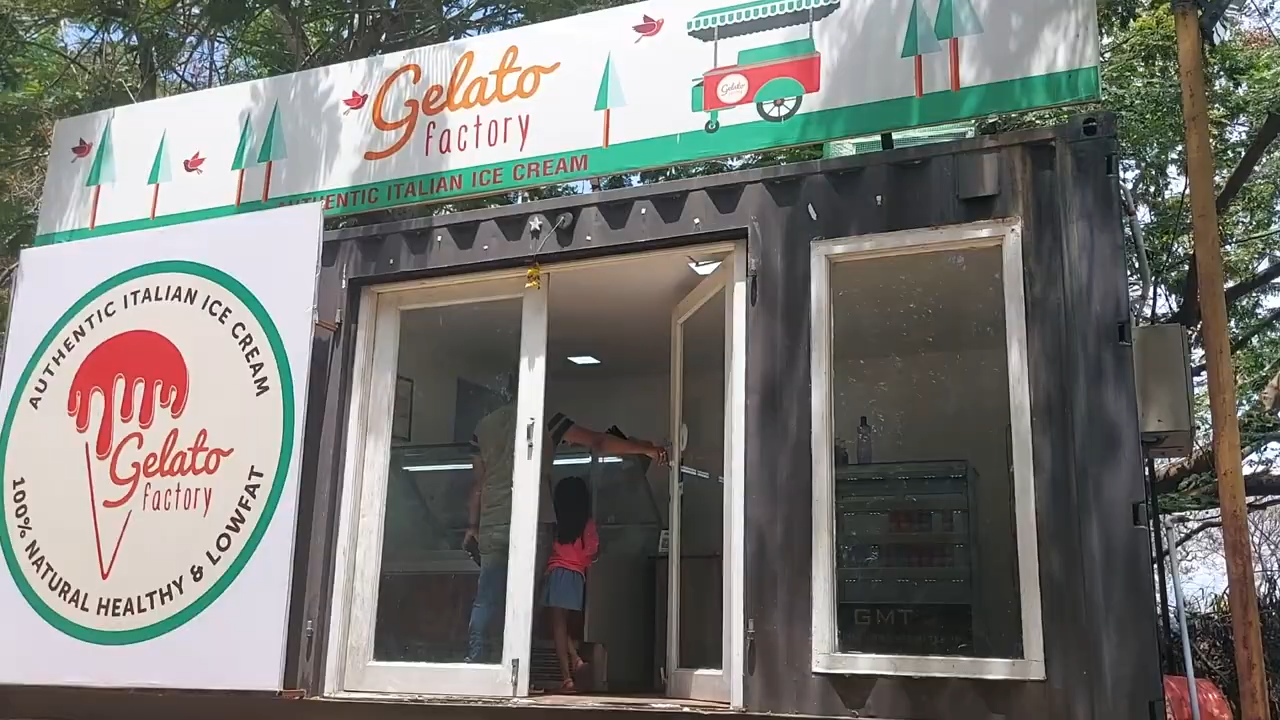 Gelato
factory
AUTHENTIC ITALIAN ICE CREAM
Gelato
AUTHENTIC ITALIAN ICE CREAM
Gelato
factory
100% NATURAL HEALTHY & LOWFAT
GMT